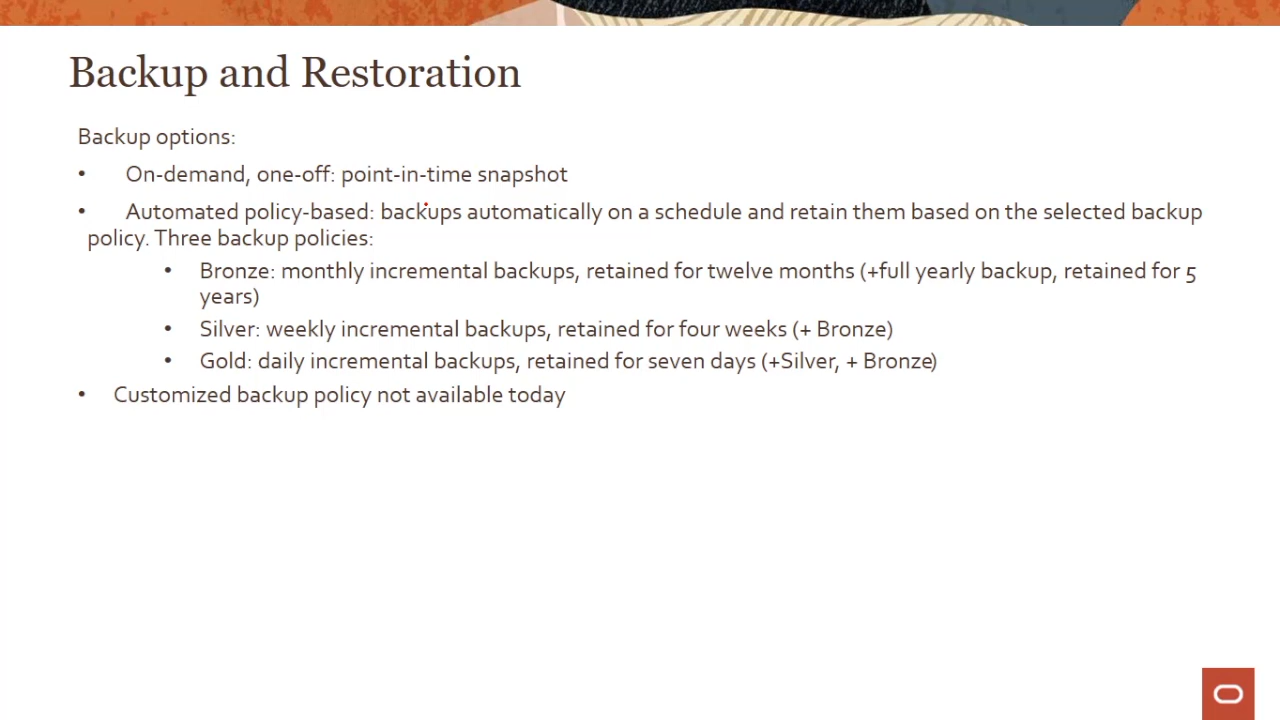 Backup and Restoration
Backup options:
• On-demand, one-off: point-in-time snapshot
• Automated policy-based: backups automatically on a schedule and retain them based on the selected backup
policy. Three backup policies:
• Bronze: monthly incremental backups, retained for twelve months (+full yearly backup, retained for 5
years)
• Silver: weekly incremental backups, retained for four weeks (+ Bronze)
• Gold: daily incremental backups, retained for seven days (+Silver, + Bronze)
• Customized backup policy not available today